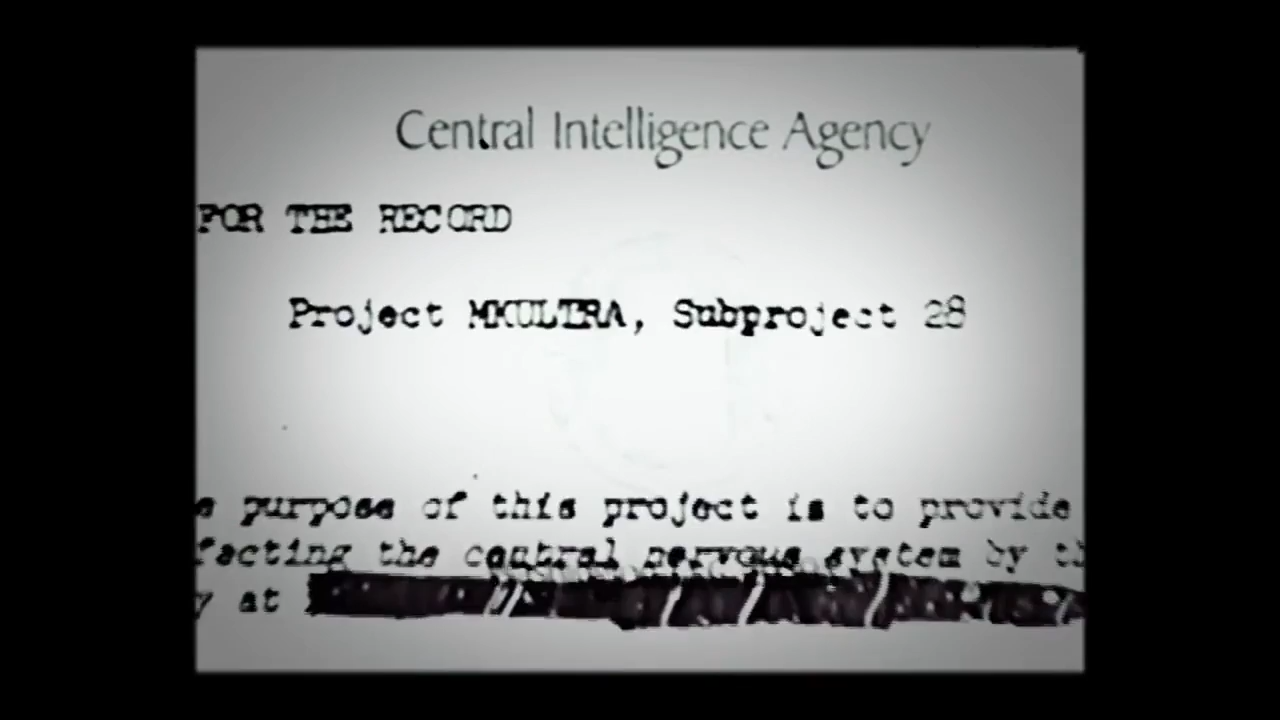 Central Intelligence Agency
FOR THE RECORD
Project MKULTRA, Subproject 28
e purpose of this project is to provide
fecting the central nervous system by th
y at